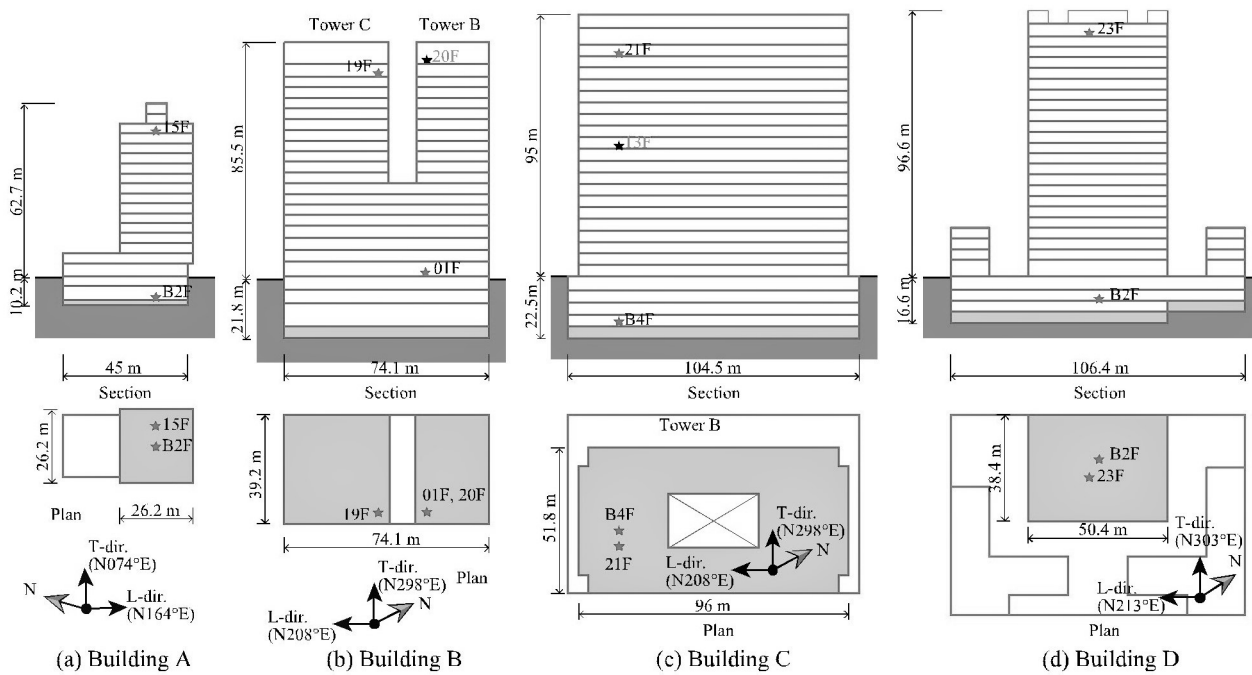 62.7 m
10.2 m
15F
B2F
45 m
Section
15F
B2F
26.2 m
Plan
26.2 m
T-dir.
(N074°E)
N
L-dir.
(N164°E)
(a) Building A
Tower C
Tower B
20F
19F
85.5 m
01F
21.8 m
74.1 m
Section
39.2 m
01F, 20F
19F
74.1 m
T-dir.
(N298°E)
Plan
N
L-dir.
(N208°E)
(b) Building B
21F
13F
95 m
22.5m
B4F
104.5 m
Section
Tower B
51.8 m
B4F
21F
T-dir.
(N298°E)
N
L-dir.
(N208°E)
96 m
Plan
(c) Building C
23F
96.6 m
B2F
16.6 m
106.4 m
Section
38.4 m
B2F
23F
50.4 m
T-dir.
(N303°E)
N
L-dir.
(N213°E)
Plan
(d) Building D